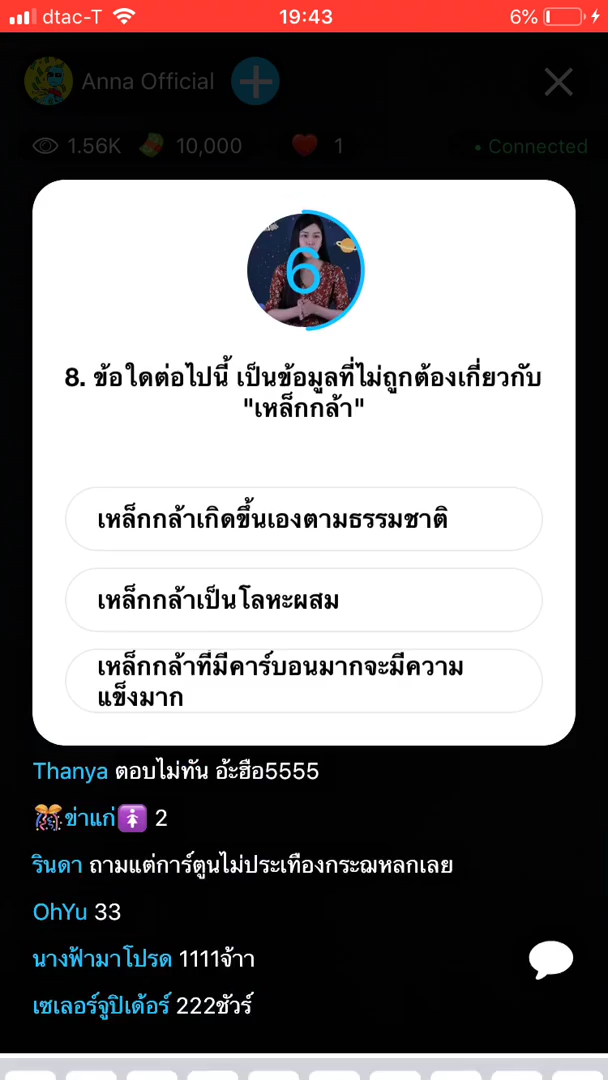 dtac-T 19:43 6%
Anna Official
1.56K 10,000 1 • Connected
6
8. ข้อใดต่อไปนี้ เป็นข้อมูลที่ไม่ถูกต้องเกี่ยวกับ
"เหล็กกล้า"
เหล็กกล้าเกิดขึ้นเองตามธรรมชาติ
เหล็กกล้าเป็นโลหะผสม
เหล็กกล้าที่มีคาร์บอนมากจะมีความ
แข็งมาก
Thanya ตอบไม่ทัน อ้ะฮือ5555
ข่าแก่ 2
รินดา ถามแต่การ์ตูนไม่ประเทืองกระฌหลกเลย
OhYu 33
นางฟ้ามาโปรด 1111จ้าา
เซเลอร์จูปิเด้อร์ 222ชัวร์